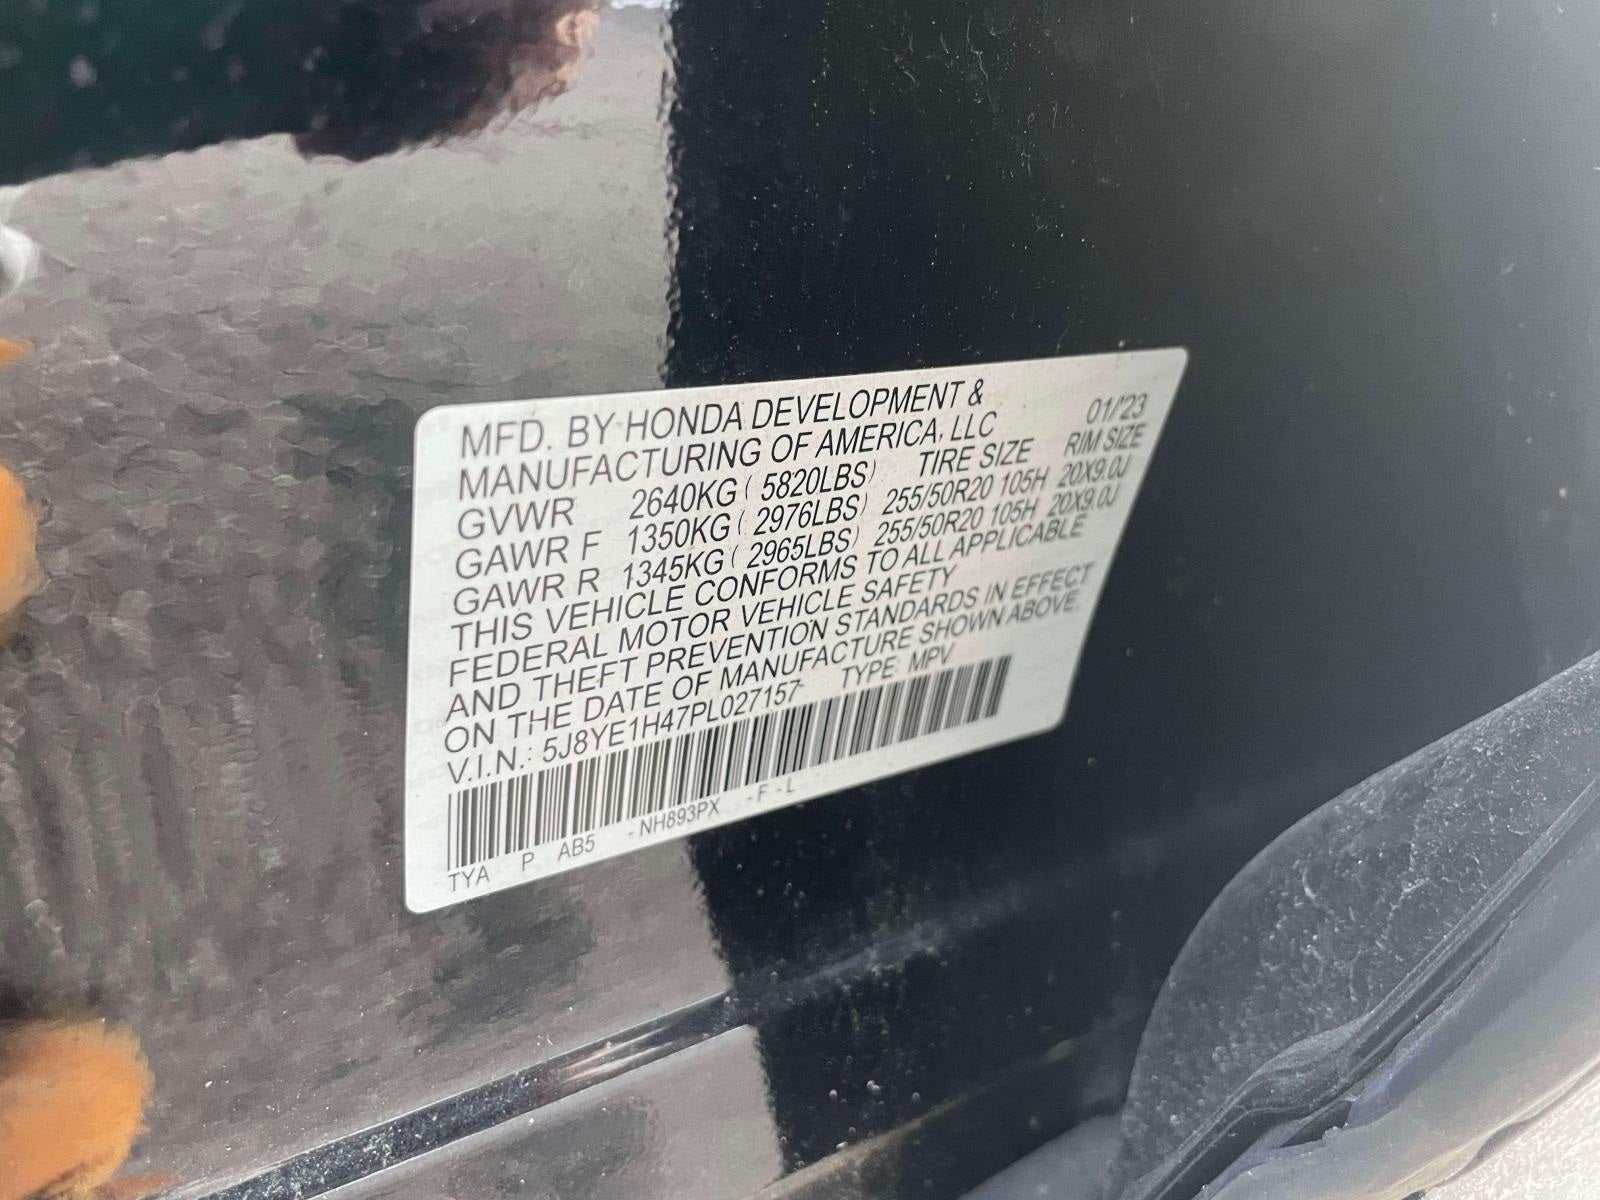 MFD. BY HONDA DEVELOPMENT &
MANUFACTURING OF AMERICA, LLC 01/'23
GVWR 2640KG ( 5820LBS) TIRE SIZE RIM SIZE
GAWR F 1350KG ( 2976LBS) 255/50R20 105H 20X9.0J
GAWR R 1345KG ( 2965LBS) 255/50R20 105H 20X9.0J
THIS VEHICLE CONFORMS TO ALL APPLICABLE
FEDERAL MOTOR VEHICLE SAFETY
AND THEFT PREVENTION STANDARDS IN EFFECT
ON THE DATE OF MANUFACTURE SHOWN ABOVE.
V.I.N.: 5J8YE1H47PL027157 TYPE: MPV
TYA P AB5 - NH893PX - F - L